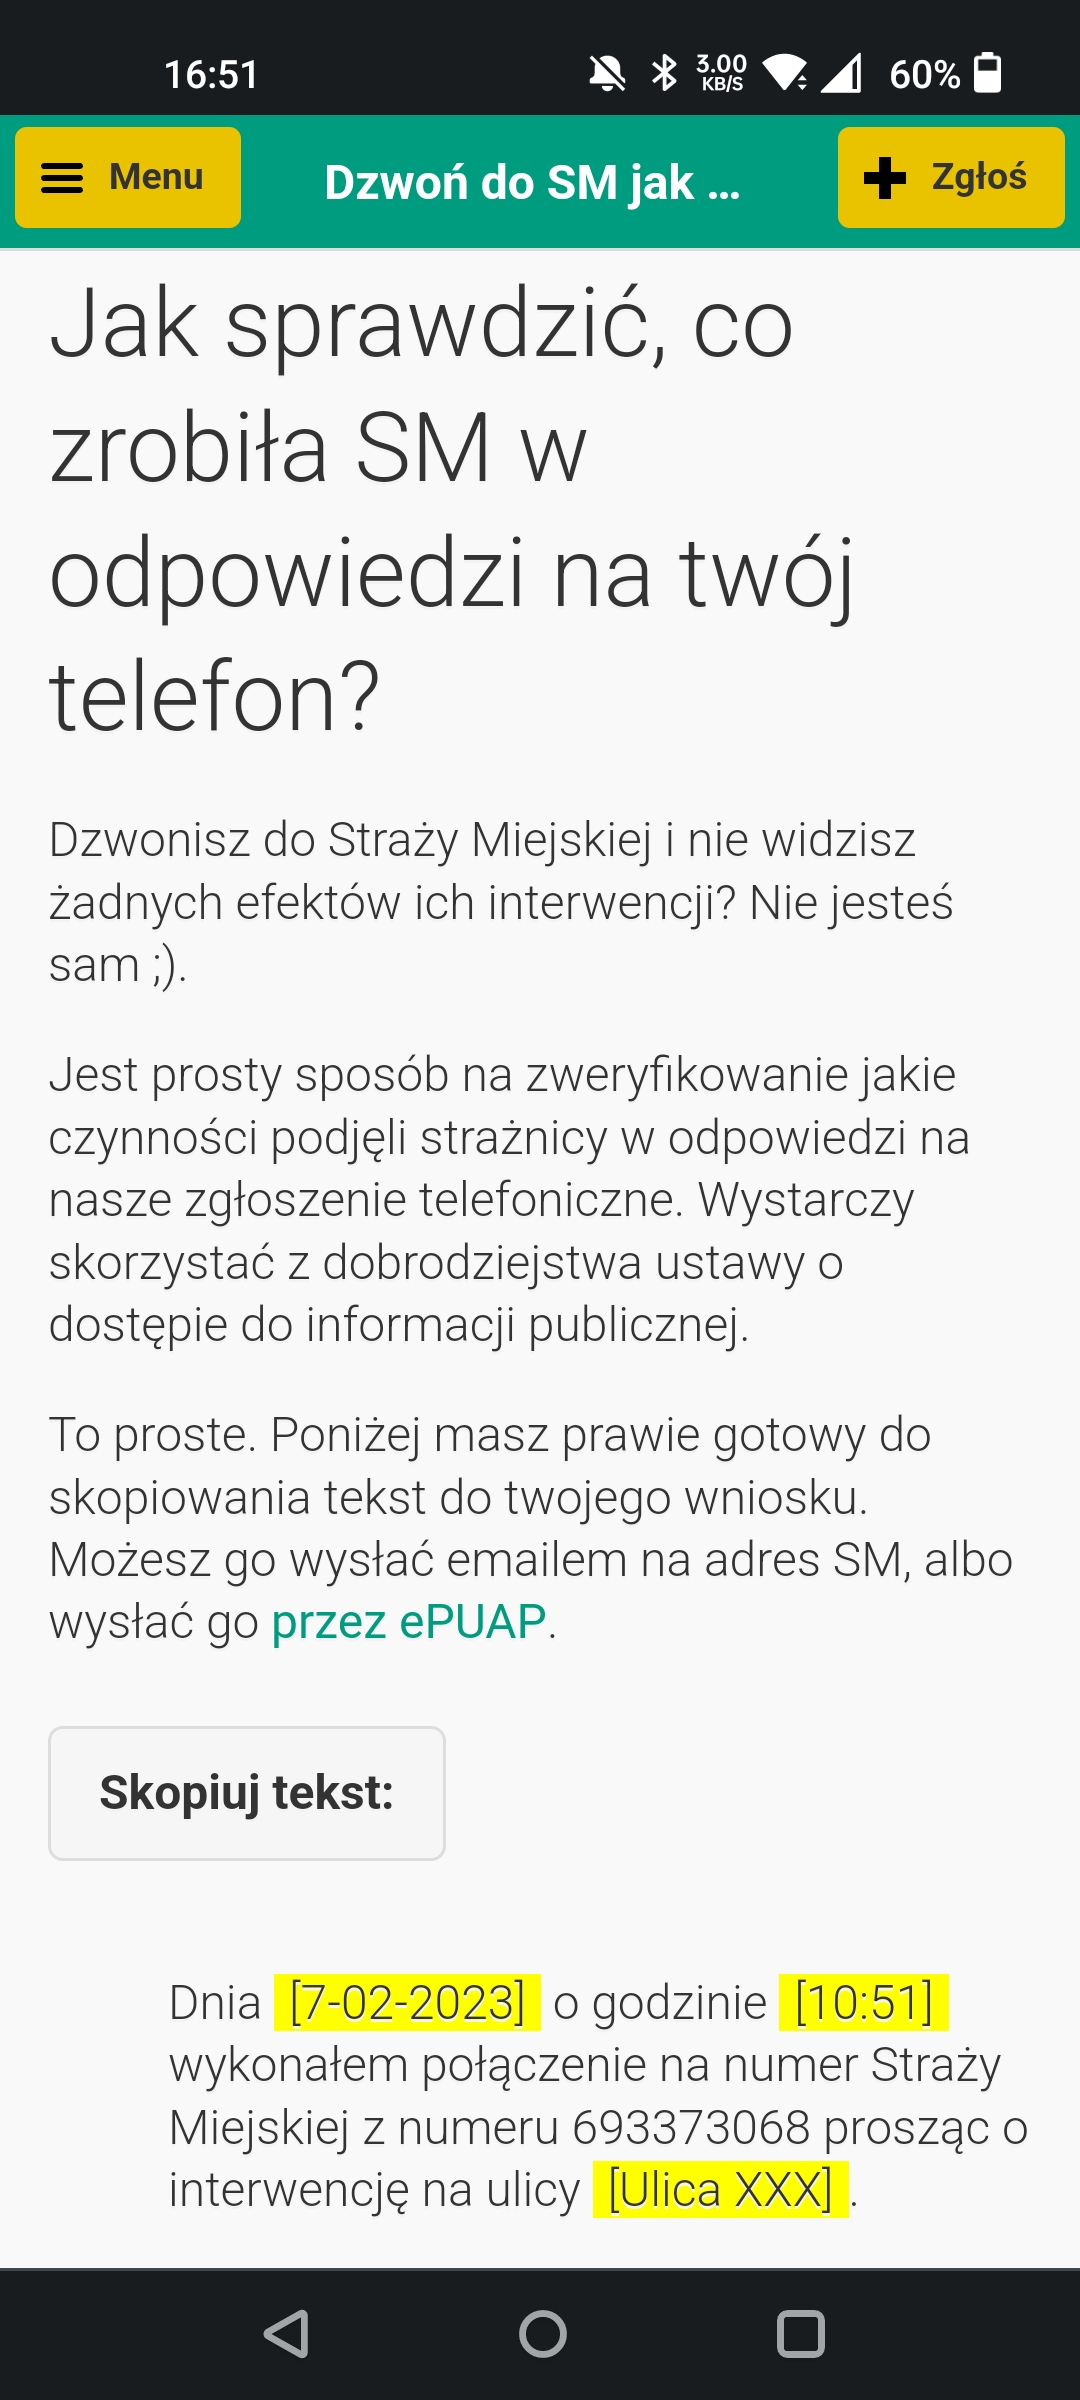 16:51
3.00
KB/S
60%
Menu
Dzwoń do SM jak ...
Zgłoś
Jak sprawdzić, co
zrobiła SM w
odpowiedzi na twój
telefon?
Dzwonisz do Straży Miejskiej i nie widzisz
żadnych efektów ich interwencji? Nie jesteś
sam ;).
Jest prosty sposób na zweryfikowanie jakie
czynności podjęli strażnicy w odpowiedzi na
nasze zgłoszenie telefoniczne. Wystarczy
skorzystać z dobrodziejstwa ustawy o
dostępie do informacji publicznej.
To proste. Poniżej masz prawie gotowy do
skopiowania tekst do twojego wniosku.
Możesz go wysłać emailem na adres SM, albo
wysłać go przez ePUAP.
Skopiuj tekst:
Dnia [7-02-2023] o godzinie [10:51]
wykonałem połączenie na numer Straży
Miejskiej z numeru 693373068 prosząc o
interwencję na ulicy [Ulica XXX] .